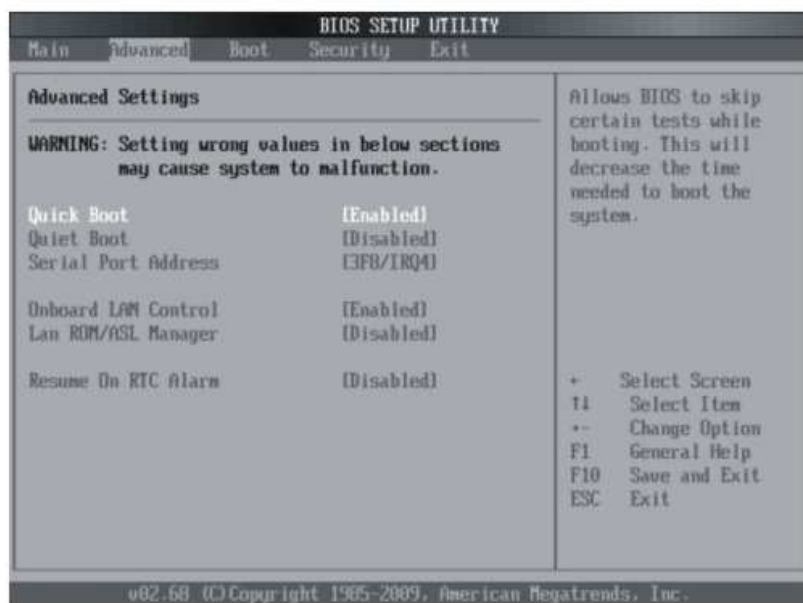 BIOS SETUP UTILITY
Main Advanced Boot Security Exit
Advanced Settings
WARNING: Setting wrong values in below sections
may cause system to malfunction.
Quick Boot [Enabled]
Quiet Boot [Disabled]
Serial Port Address [3F8/IRQ4]
Onboard LAN Control [Enabled]
Lan ROM/ASL Manager [Disabled]
Resume On RTC Alarm [Disabled]
Allows BIOS to skip
certain tests while
booting. This will
decrease the time
needed to boot the
system.
← Select Screen
↑↓ Select Item
+- Change Option
F1 General Help
F10 Save and Exit
ESC Exit
v02.68 (C)Copyright 1985-2009, American Megatrends, Inc.